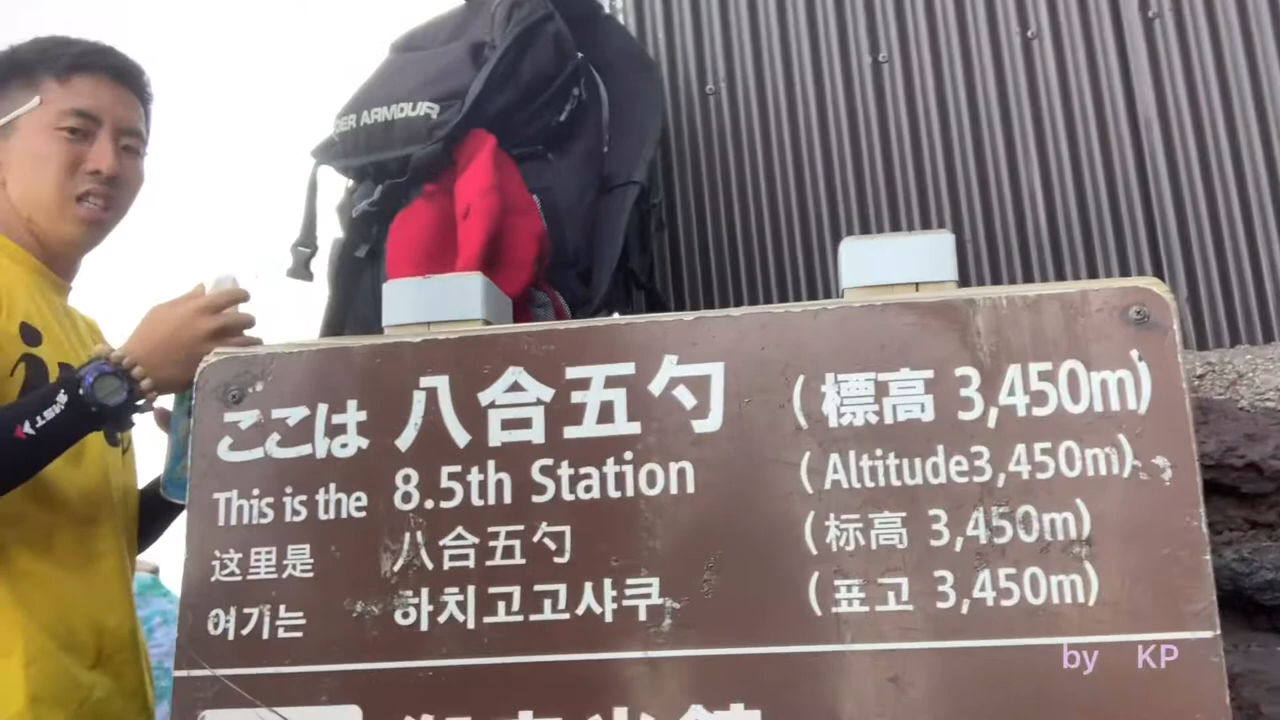 DER ARMOUR
ここは 八合五勺 (標高 3,450m)
This is the 8.5th Station (Altitude3,450m)
这里是 八合五勺 (标高 3,450m)
여기는 하치고고샤쿠 (표고 3,450m)
by KP